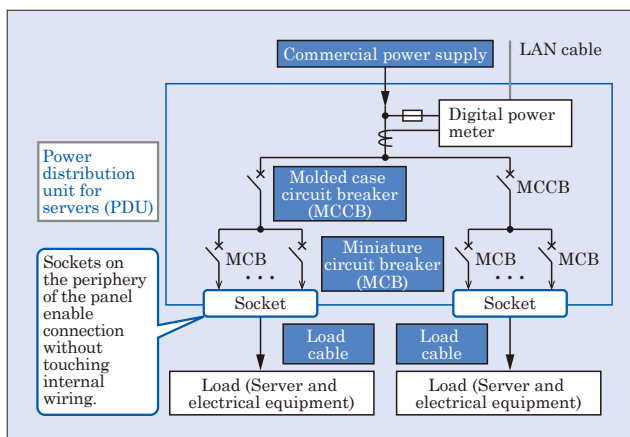 Commercial power supply
LAN cable
Digital power
meter
Power
distribution
unit for
servers (PDU)
Molded case
circuit breaker
(MCCB)
MCCB
MCB
Miniature
circuit breaker
(MCB)
MCB
MCB
Sockets on
the periphery
of the panel
enable
connection
without
touching
internal
wiring.
Socket
Socket
Load
cable
Load
cable
Load (Server and
electrical equipment)
Load (Server and
electrical equipment)